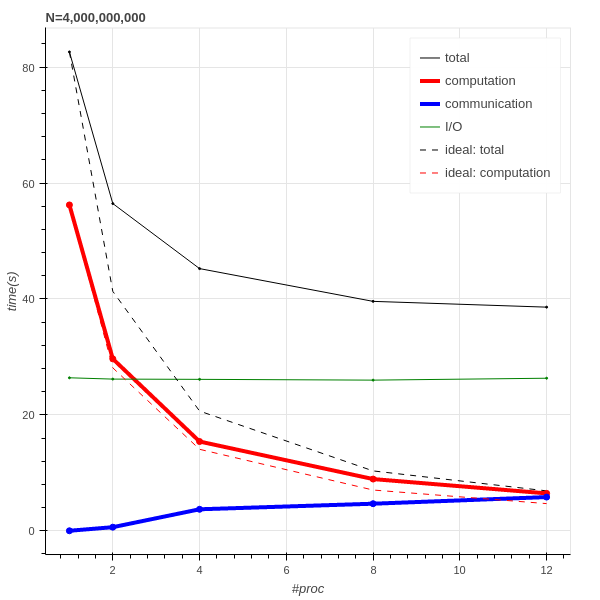 N=4,000,000,000
total
computation
communication
I/O
ideal: total
ideal: computation
80
60
40
20
0
time(s)
2
4
6
8
10
12
#proc